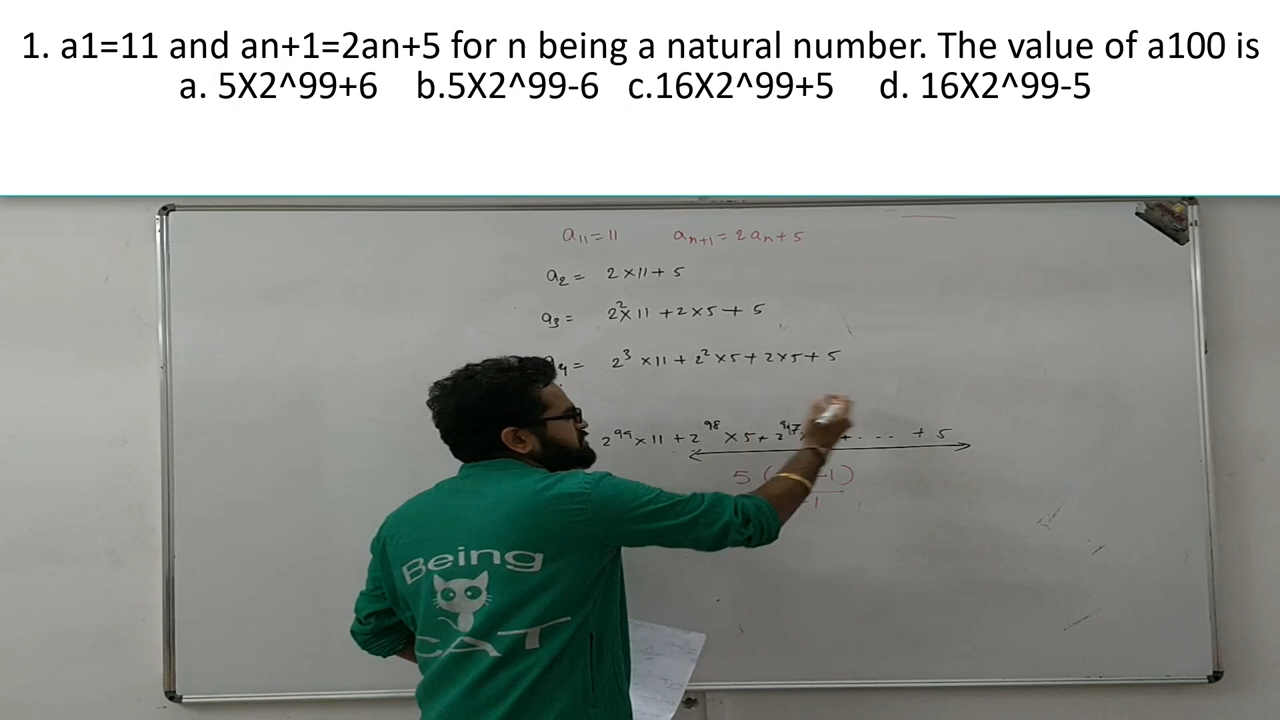 1. a1=11 and an+1=2an+5 for n being a natural number. The value of a100 is
a. 5X2^99+6 b.5X2^99-6 c.16X2^99+5 d. 16X2^99-5
a₁₁=11 aₙ₊₁=2aₙ+5
a₂= 2×11+5
a₃= 2²×11+2×5+5
₄= 2³×11+2²×5+2×5+5
2⁹⁹×11+2⁹⁸×5+2⁹⁷ +... +5
5( -1)
-1
Being
CAT